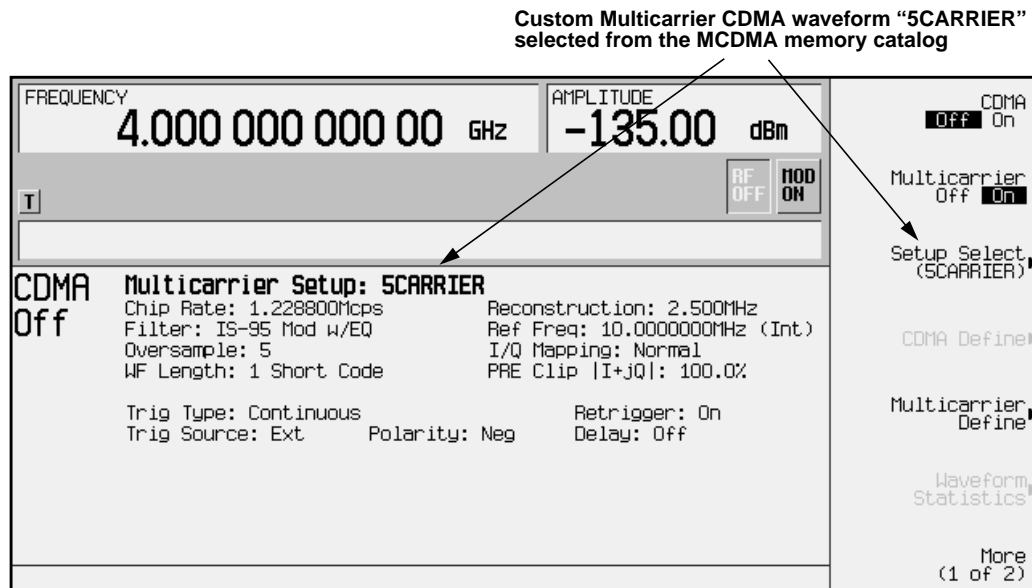 Custom Multicarrier CDMA waveform “5CARRIER”
selected from the MCDMA memory catalog
FREQUENCY
4.000 000 000 00 GHz
AMPLITUDE
-135.00 dBm
RF OFF
MOD ON
T
CDMA
Off On
Multicarrier
Off On
Setup Select
(5CARRIER)
CDMA Define
Multicarrier
Define
Waveform
Statistics
More
(1 of 2)
CDMA
Off
Multicarrier Setup: 5CARRIER
Chip Rate: 1.228800Mcps Reconstruction: 2.500MHz
Filter: IS-95 Mod w/EQ Ref Freq: 10.0000000MHz (Int)
Oversample: 5 I/Q Mapping: Normal
WF Length: 1 Short Code PRE Clip |I+jQ|: 100.0%
Trig Type: Continuous Retrigger: On
Trig Source: Ext Polarity: Neg Delay: Off